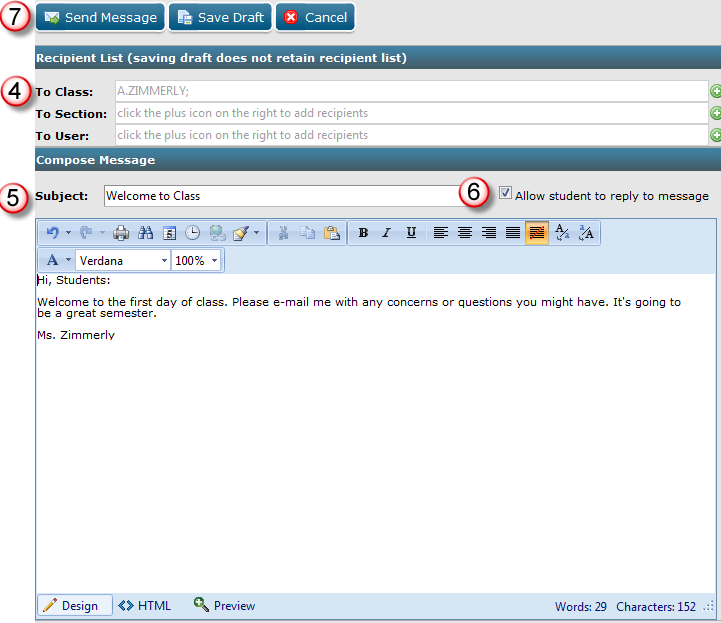 7 Send Message Save Draft Cancel
Recipient List (saving draft does not retain recipient list)
4 To Class: A.ZIMMERLY;
To Section: click the plus icon on the right to add recipients
To User: click the plus icon on the right to add recipients
Compose Message
5 Subject: Welcome to Class 6 Allow student to reply to message
B I U
A Verdana 100%
Hi, Students:
Welcome to the first day of class. Please e-mail me with any concerns or questions you might have. It's going to
be a great semester.
Ms. Zimmerly
Design HTML Preview Words: 29 Characters: 152